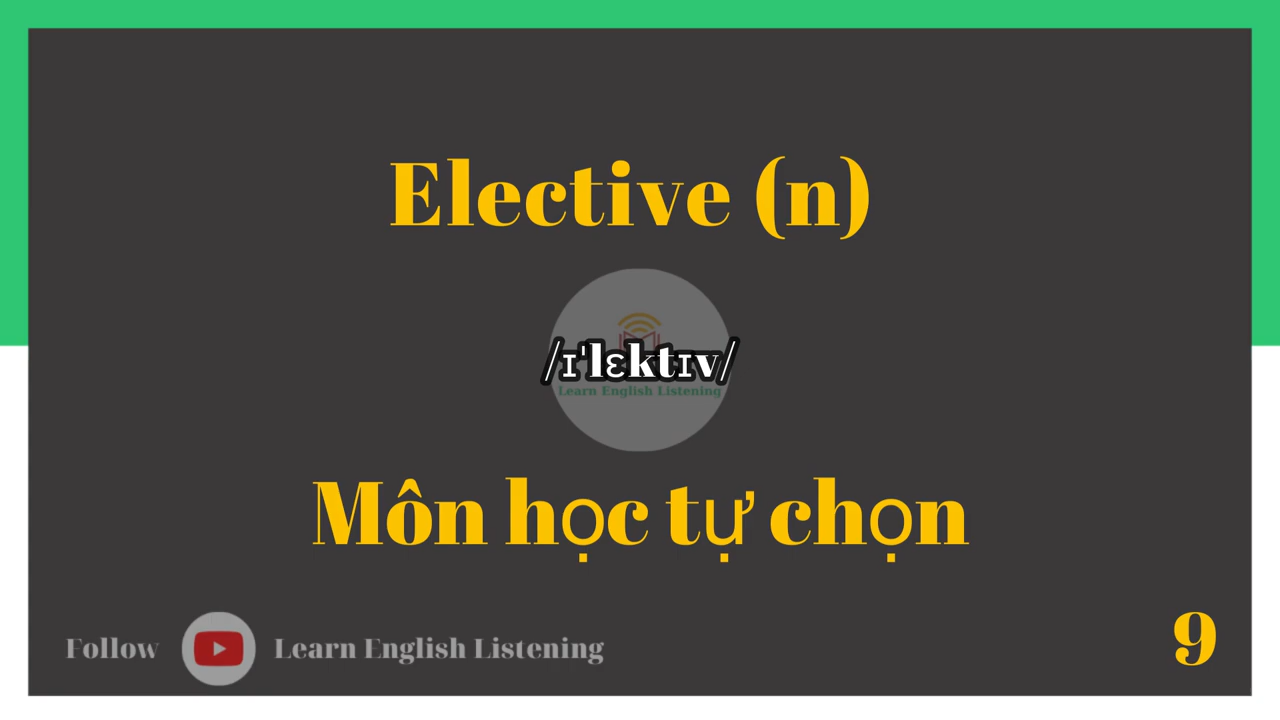 Elective (n)
/ɪˈlɛktɪv/
Learn English Listening
Môn học tự chọn
Follow Learn English Listening
9